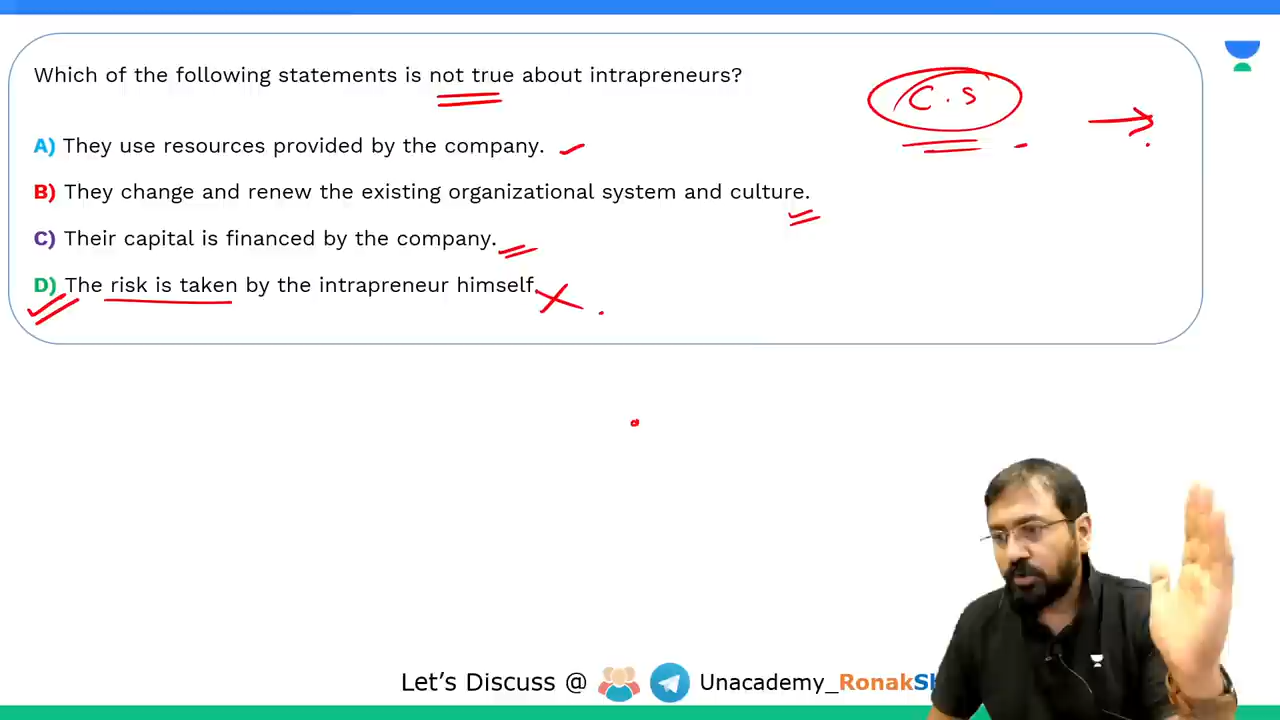 Which of the following statements is not true about intrapreneurs?
C.S
A) They use resources provided by the company.
B) They change and renew the existing organizational system and culture.
C) Their capital is financed by the company.
D) The risk is taken by the intrapreneur himself.
Let's Discuss @ Unacademy_RonakSh